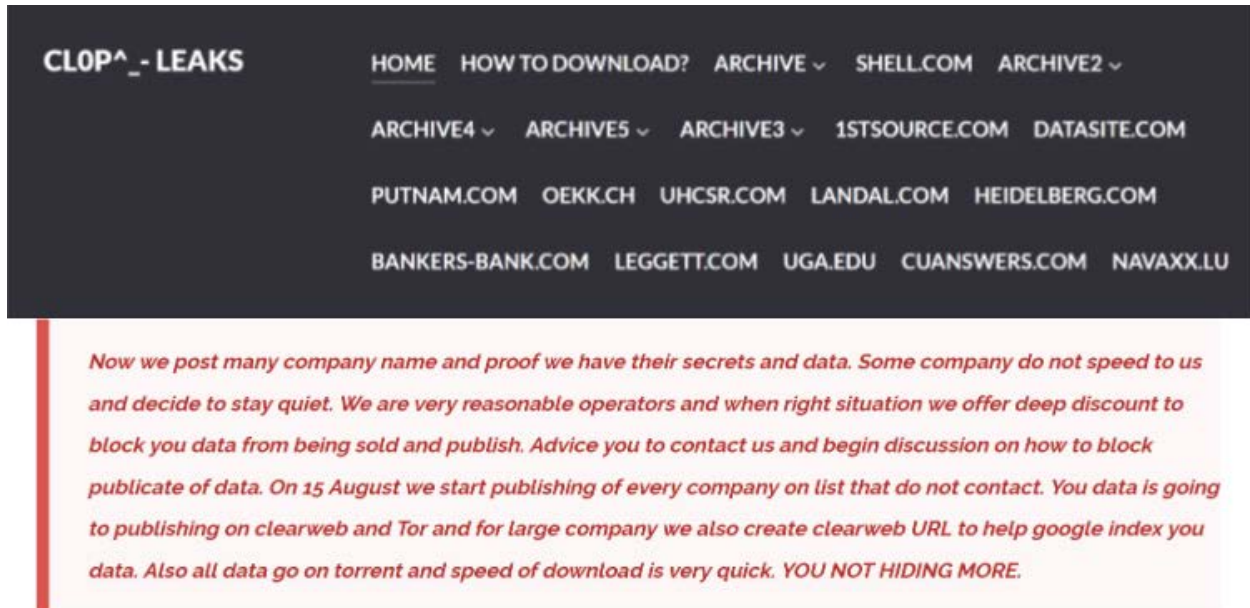 CL0P^_- LEAKS
HOME HOW TO DOWNLOAD? ARCHIVE SHELL.COM ARCHIVE2
ARCHIVE4 ARCHIVE5 ARCHIVE3 1STSOURCE.COM DATASITE.COM
PUTNAM.COM OEKK.CH UHCSR.COM LANDAL.COM HEIDELBERG.COM
BANKERS-BANK.COM LEGGETT.COM UGA.EDU CUANSWERS.COM NAVAXX.LU
Now we post many company name and proof we have their secrets and data. Some company do not speed to us
and decide to stay quiet. We are very reasonable operators and when right situation we offer deep discount to
block you data from being sold and publish. Advice you to contact us and begin discussion on how to block
publicate of data. On 15 August we start publishing of every company on list that do not contact. You data is going
to publishing on clearweb and Tor and for large company we also create clearweb URL to help google index you
data. Also all data go on torrent and speed of download is very quick. YOU NOT HIDING MORE.